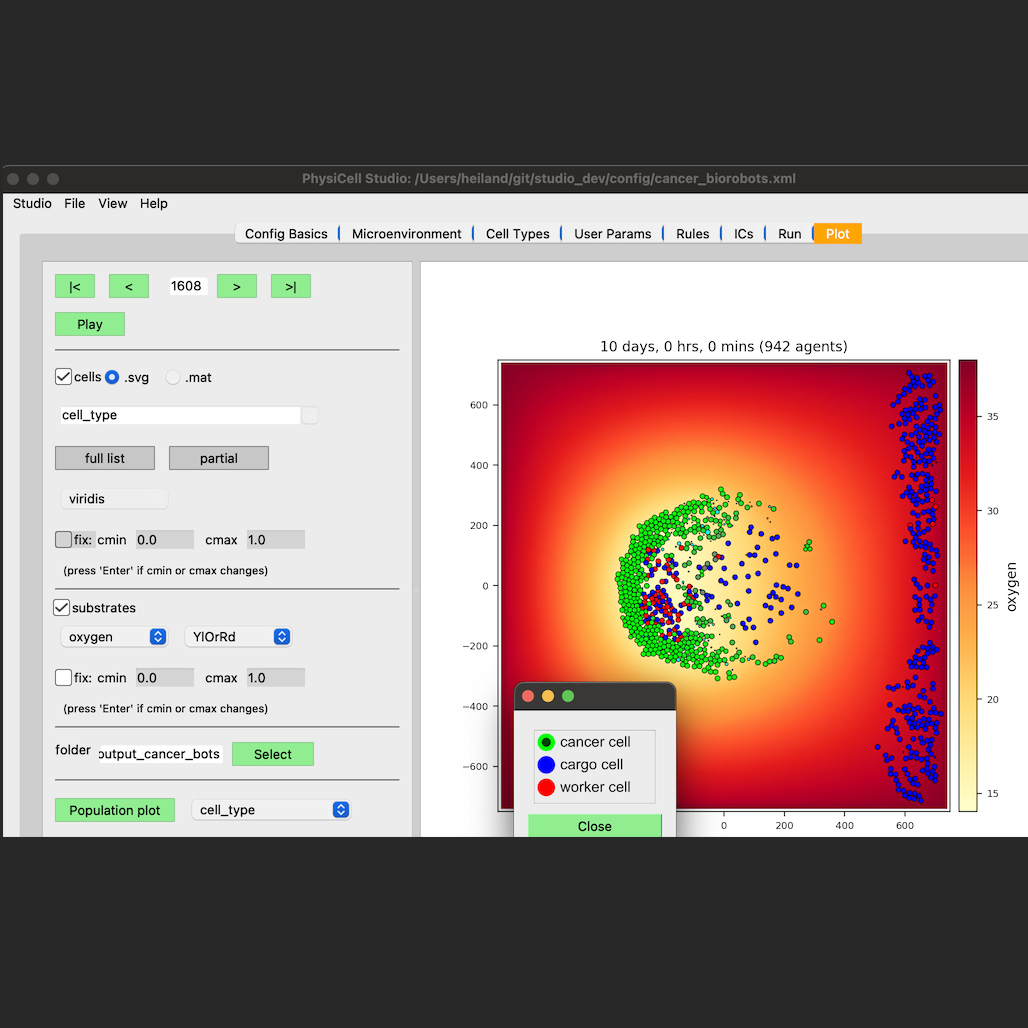 PhysiCell Studio: /Users/heiland/git/studio_dev/config/cancer_biorobots.xml
Studio File View Help
Config Basics Microenvironment Cell Types User Params Rules ICs Run Plot
|< < 1608 > >|
Play
10 days, 0 hrs, 0 mins (942 agents)
cells .svg .mat
cell_type
full list partial
viridis
fix: cmin 0.0 cmax 1.0
(press 'Enter' if cmin or cmax changes)
substrates
oxygen YlOrRd
fix: cmin 0.0 cmax 1.0
(press 'Enter' if cmin or cmax changes)
folder output_cancer_bots Select
Population plot cell_type
600
400
200
0
−200
−400
−600
0 200 400 600
35
30
25
20
15
oxygen
cancer cell
cargo cell
worker cell
Close